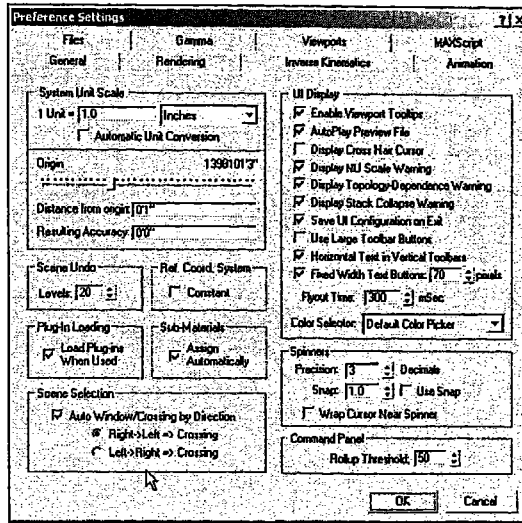 Preference Settings
Files Gamma Viewports MAXScript
General Rendering Inverse Kinematics Animation
System Unit Scale
1 Unit = 1.0 Inches
Automatic Unit Conversion
Origin
Distance from origin: 0'1"
Resulting Accuracy: 0'0"
Scene Undo
Levels: 20
Ref. Coord. System
Constant
Plug-In Loading
Load Plug-ins
When Used
Sub-Materials
Assign
Automatically
Scene Selection
Auto Window/Crossing by Direction
Right->Left => Crossing
Left->Right => Crossing
UI Display
Enable Viewport Tooltips
AutoPlay Preview File
Display Cross Hair Cursor
Display NU Scale Warning
Display Topology-Dependence Warning
Display Stack Collapse Warning
Save UI Configuration on Exit
Use Large Toolbar Buttons
Horizontal Text in Vertical Toolbars
Fixed Width Text Buttons: 70 pixels
Flyout Time: 300 mSec
Color Selector: Default Color Picker
Spinners
Precision: 3 Decimals
Snap: 1.0 Use Snap
Wrap Cursor Near Spinner
Command Panel
Rollup Threshold: 50
OK Cancel